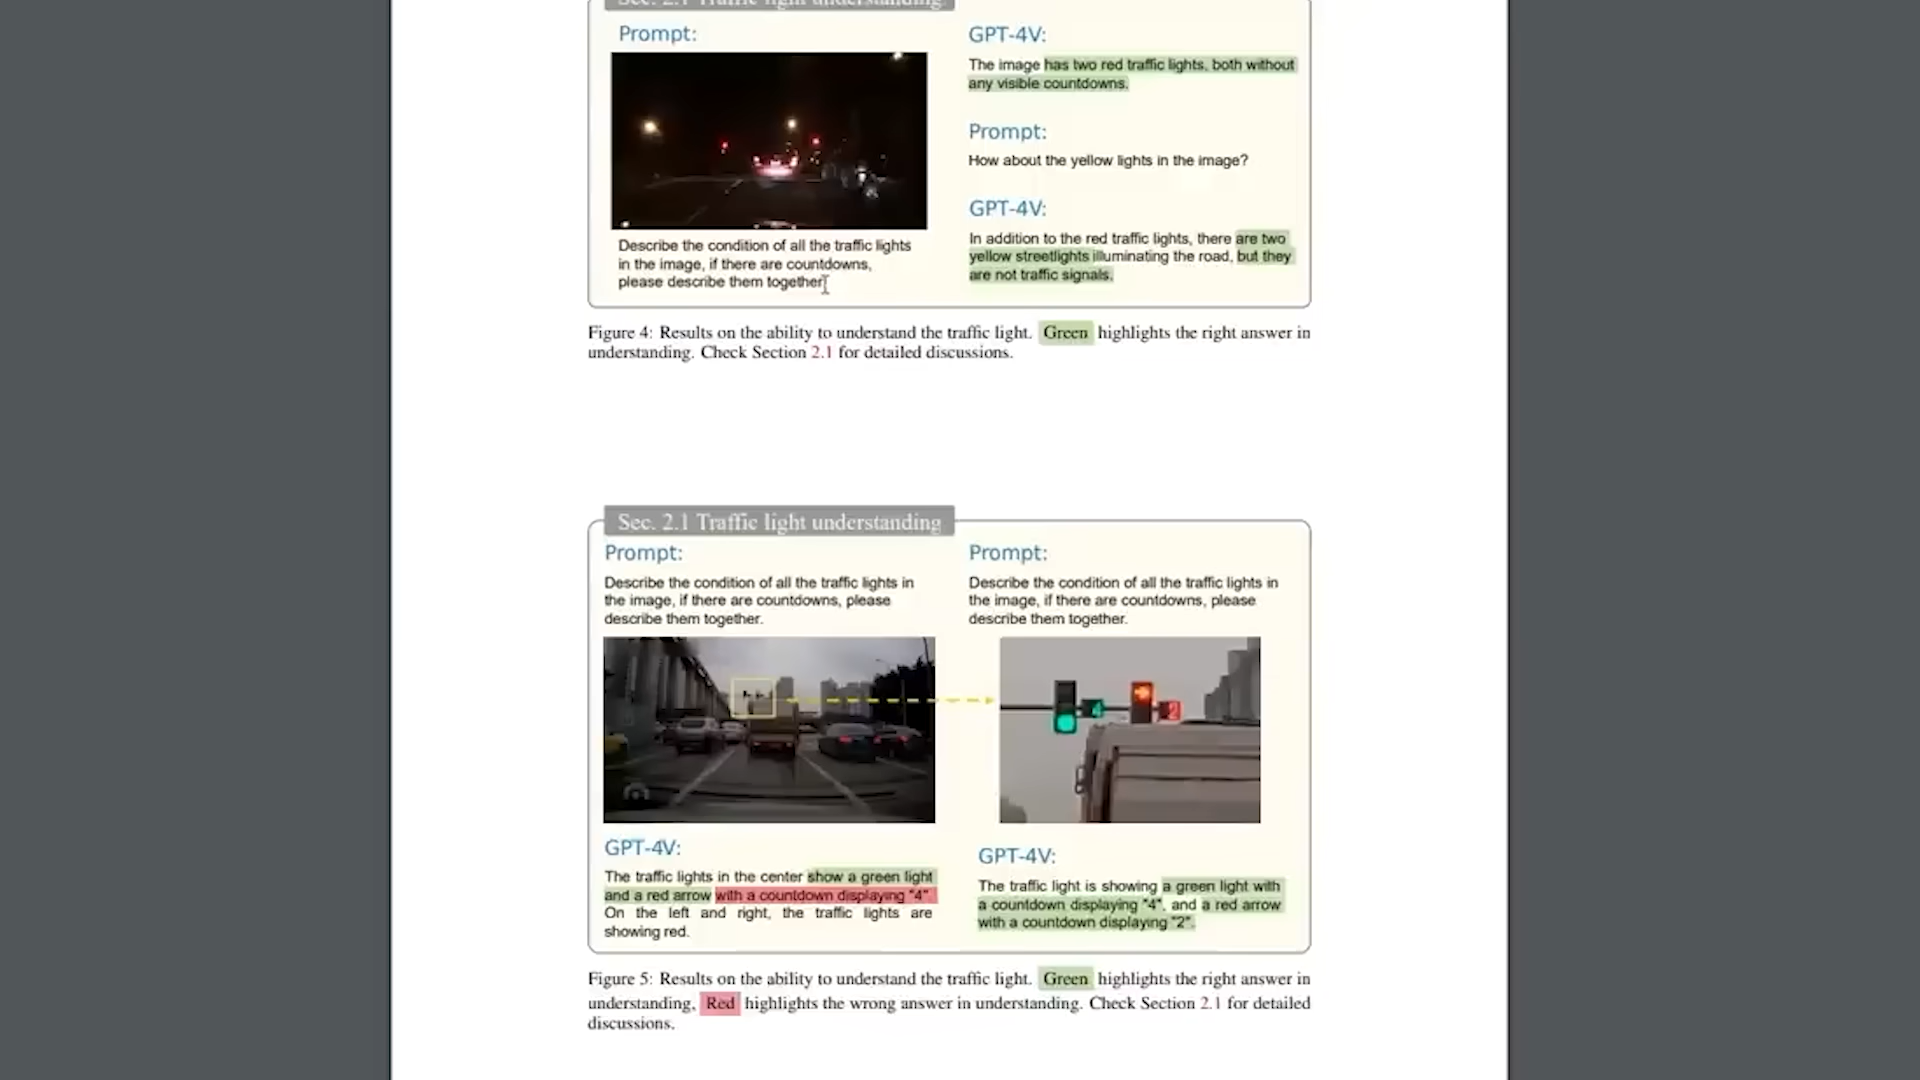 Sec. 2.1 Traffic light understanding
Prompt:
Describe the condition of all the traffic lights
in the image, if there are countdowns,
please describe them together.
GPT-4V:
The image has two red traffic lights, both without
any visible countdowns.
Prompt:
How about the yellow lights in the image?
GPT-4V:
In addition to the red traffic lights, there are two
yellow streetlights illuminating the road, but they
are not traffic signals.
Figure 4: Results on the ability to understand the traffic light. Green highlights the right answer in
understanding. Check Section 2.1 for detailed discussions.
Sec. 2.1 Traffic light understanding
Prompt:
Describe the condition of all the traffic lights in
the image, if there are countdowns, please
describe them together.
GPT-4V:
The traffic lights in the center show a green light
and a red arrow with a countdown displaying "4".
On the left and right, the traffic lights are
showing red.
Prompt:
Describe the condition of all the traffic lights in
the image, if there are countdowns, please
describe them together.
4 2
GPT-4V:
The traffic light is showing a green light with
a countdown displaying "4", and a red arrow
with a countdown displaying "2".
Figure 5: Results on the ability to understand the traffic light. Green highlights the right answer in
understanding, Red highlights the wrong answer in understanding. Check Section 2.1 for detailed
discussions.